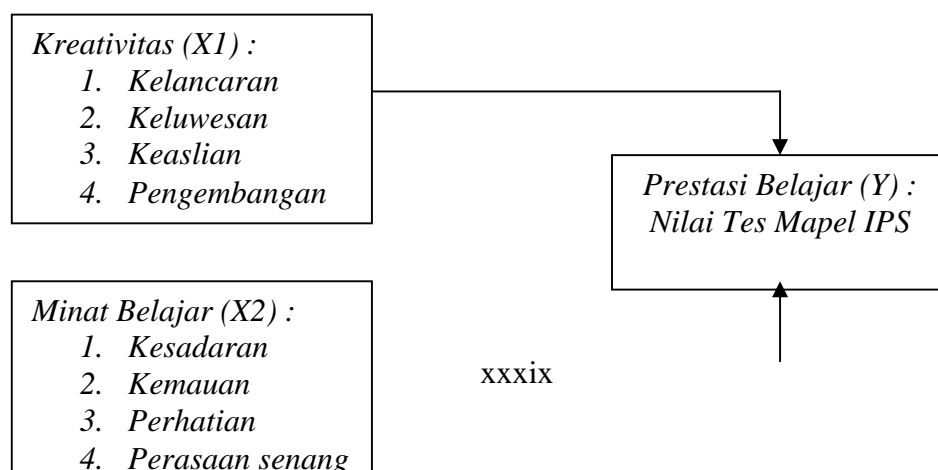 Kreativitas (X1) :
1. Kelancaran
2. Keluwesan
3. Keaslian
4. Pengembangan
Prestasi Belajar (Y) :
Nilai Tes Mapel IPS
Minat Belajar (X2) :
1. Kesadaran
2. Kemauan
3. Perhatian
4. Perasaan senang
xxxix